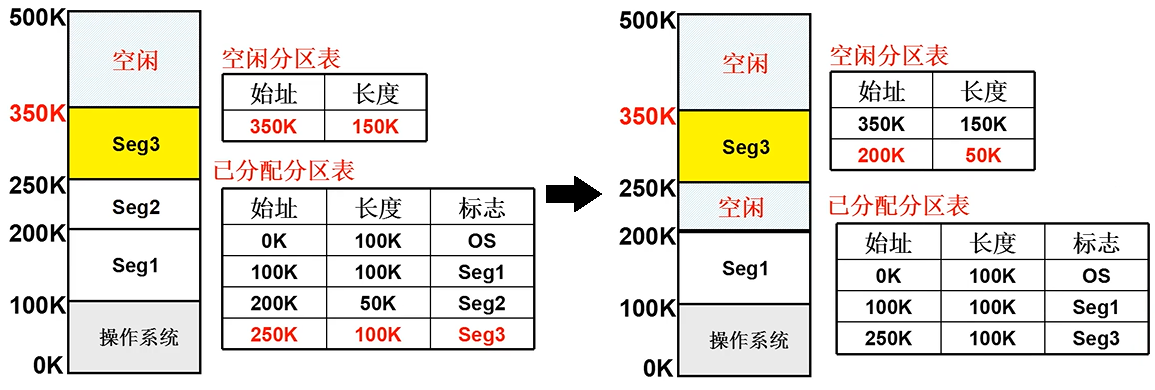 500K
空闲
350K
Seg3
250K
Seg2
200K
Seg1
100K
操作系统
0K
空闲分区表
始址 长度
350K 150K
已分配分区表
始址 长度 标志
0K 100K OS
100K 100K Seg1
200K 50K Seg2
250K 100K Seg3
500K
空闲
350K
Seg3
250K
空闲
200K
Seg1
100K
操作系统
0K
空闲分区表
始址 长度
350K 150K
200K 50K
已分配分区表
始址 长度 标志
0K 100K OS
100K 100K Seg1
250K 100K Seg3